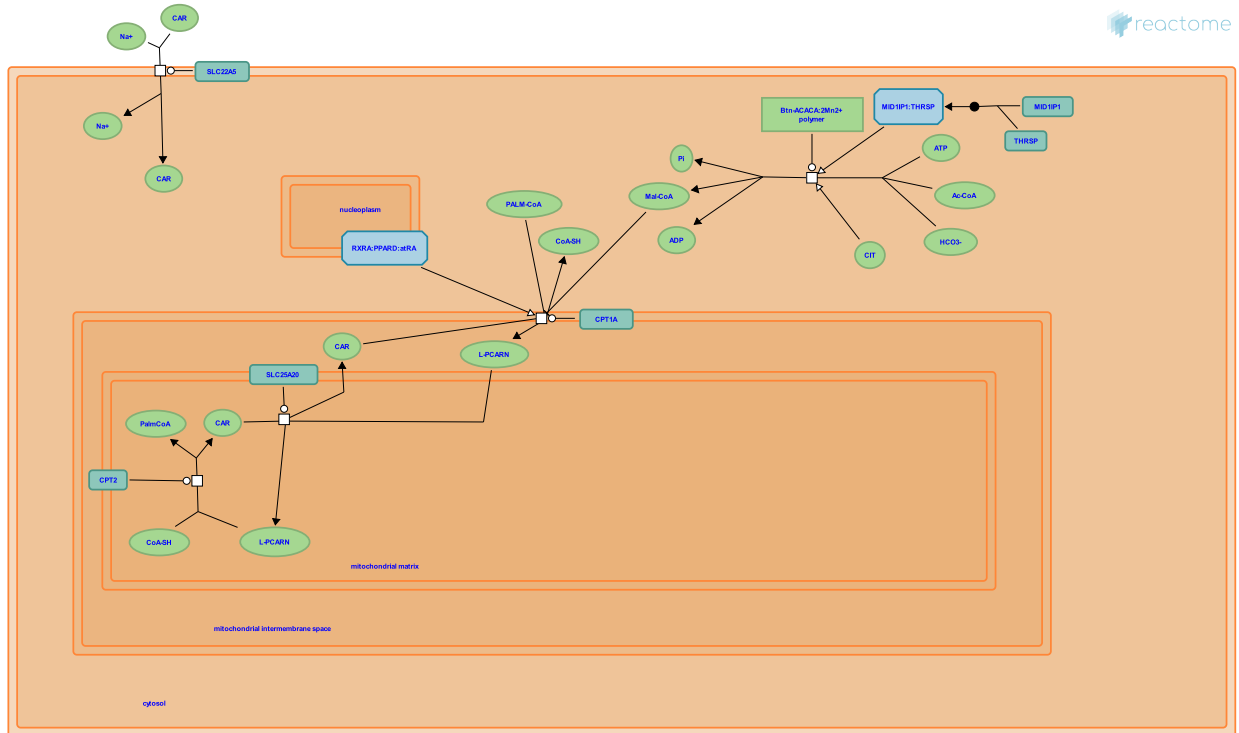 CAR
Na+
reactome
SLC22A5
Btn-ACACA:2Mn2+
polymer
MID1IP1:THRSP
MID1IP1
Na+
THRSP
ATP
Pi
CAR
Mal-CoA
Ac-CoA
PALM-CoA
nucleoplasm
CoA-SH
ADP
HCO3-
RXRA:PPARD:atRA
CIT
CPT1A
CAR
L-PCARN
SLC25A20
PalmCoA
CAR
CPT2
CoA-SH
L-PCARN
mitochondrial matrix
mitochondrial intermembrane space
cytosol